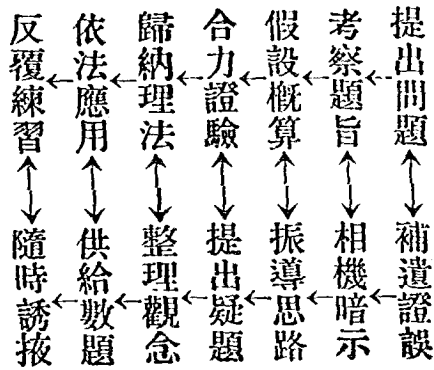 提出問題
考察題旨
假設概算
合力證驗
歸納理法
依法應用
反覆練習
補遺證誤
相機暗示
振導思路
提出疑題
整理觀念
供給數題
隨時誘掖